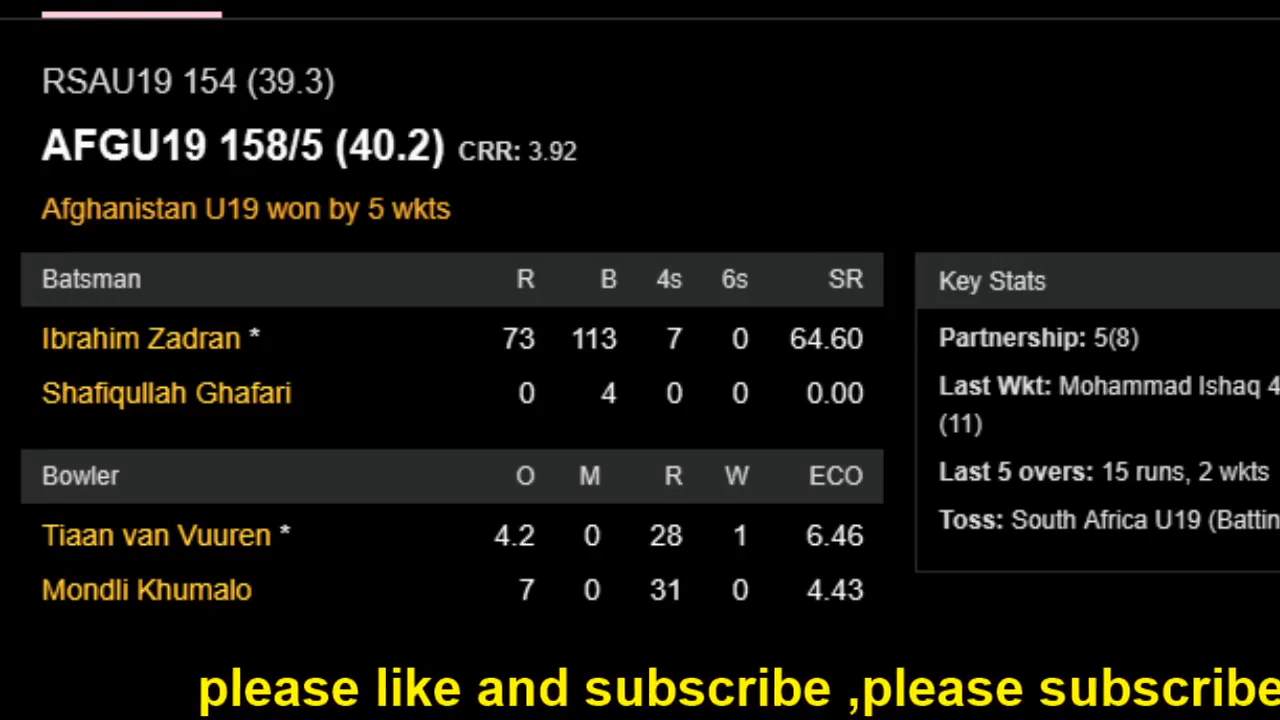 RSAU19 154 (39.3)
AFGU19 158/5 (40.2) CRR: 3.92
Afghanistan U19 won by 5 wkts
Batsman R B 4s 6s SR
Ibrahim Zadran * 73 113 7 0 64.60
Shafiqullah Ghafari 0 4 0 0 0.00
Bowler O M R W ECO
Tiaan van Vuuren * 4.2 0 28 1 6.46
Mondli Khumalo 7 0 31 0 4.43
Key Stats
Partnership: 5(8)
Last Wkt: Mohammad Ishaq 4
(11)
Last 5 overs: 15 runs, 2 wkts
Toss: South Africa U19 (Battin
please like and subscribe ,please subscribe